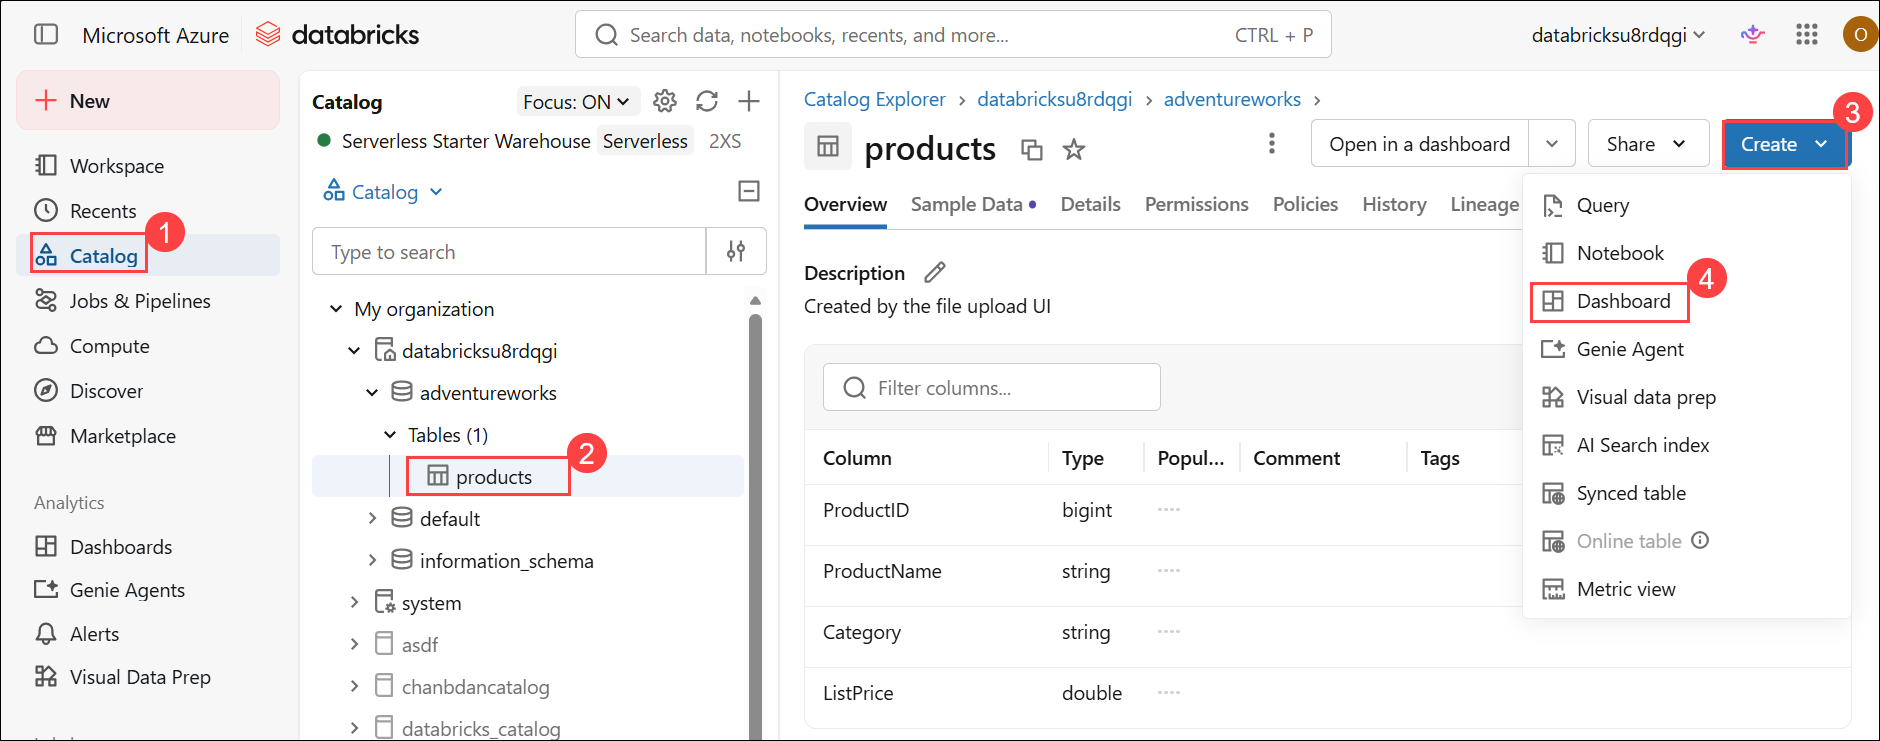 Microsoft Azure
databricks
Search data, notebooks, recents, and more...
CTRL + P
databricksu8rdqgi
O
New
Workspace
Recents
1
Catalog
Jobs & Pipelines
Compute
Discover
Marketplace
Analytics
Dashboards
Genie Agents
Alerts
Visual Data Prep
Catalog
Focus: ON
Serverless Starter Warehouse Serverless 2XS
Catalog
Type to search
My organization
databricksu8rdqgi
adventureworks
Tables (1)
2
products
default
information_schema
system
asdf
chanbdancatalog
databricks_catalog
Catalog Explorer > databricksu8rdqgi > adventureworks >
3
products
Open in a dashboard
Share
Create
Overview Sample Data Details Permissions Policies History Lineage
Description
Created by the file upload UI
Filter columns...
Column Type Popul... Comment Tags
ProductID bigint
ProductName string
Category string
ListPrice double
Query
Notebook
4
Dashboard
Genie Agent
Visual data prep
AI Search index
Synced table
Online table
Metric view